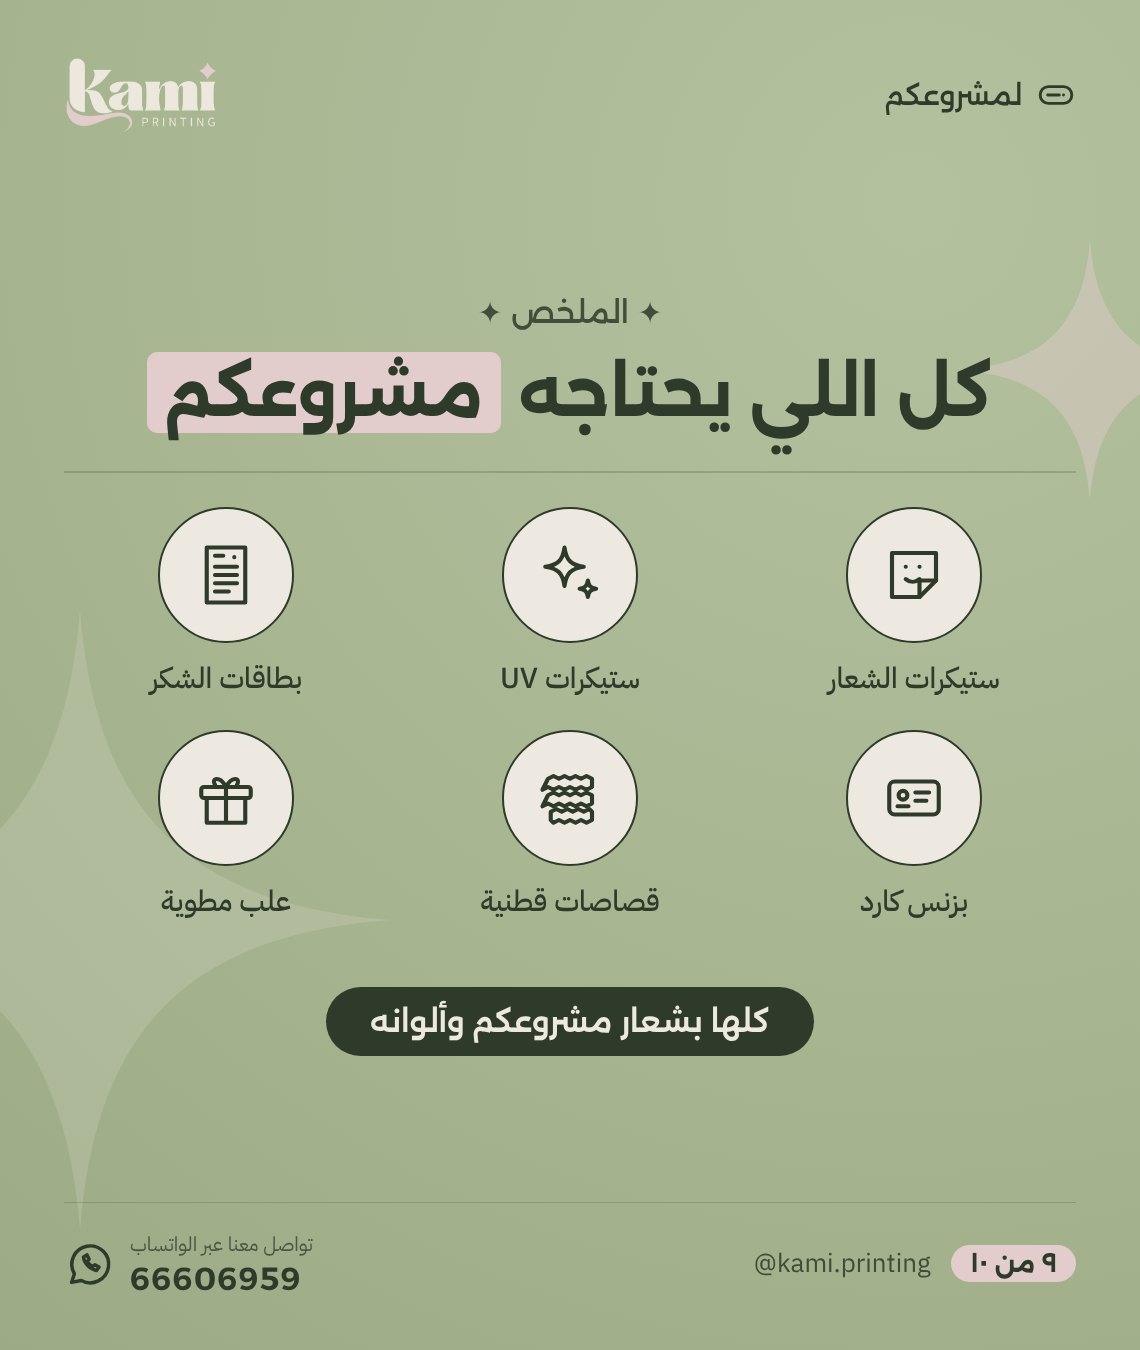 Kami
PRINTING
لمشروعكم
✦ الملخص ✦
كل اللي يحتاجه مشروعكم
ستيكرات الشعار
ستيكرات UV
بطاقات الشكر
بزنس كارد
قصاصات قطنية
علب مطوية
كلها بشعار مشروعكم وألوانه
٩ من ١٠
@kami.printing
تواصل معنا عبر الواتساب
66606959